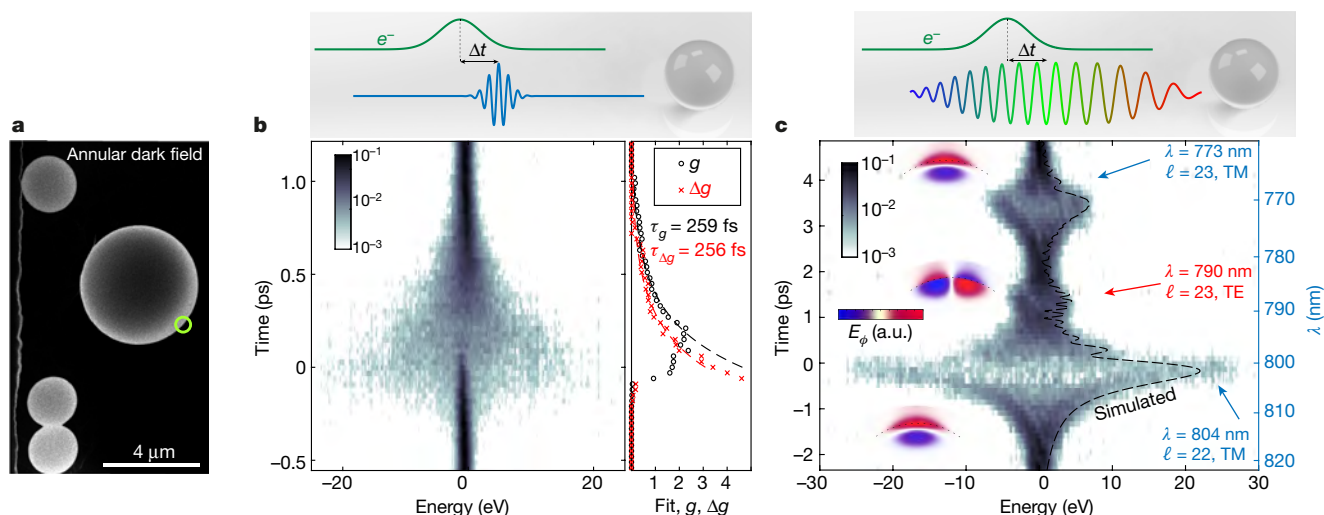 e⁻
Δt
e⁻
Δt
a
Annular dark field
4 μm
b
10⁻¹
10⁻²
10⁻³
Time (ps)
1.0
0.5
0
−0.5
−20
0
20
Energy (eV)
g
Δg
τg = 259 fs
τΔg = 256 fs
1
2
3
4
Fit, g, Δg
c
10⁻¹
10⁻²
10⁻³
Time (ps)
4
3
2
1
0
−1
−2
Eϕ (a.u.)
λ = 773 nm
ℓ = 23, TM
λ = 790 nm
ℓ = 23, TE
Simulated
λ = 804 nm
ℓ = 22, TM
−30
−20
−10
0
10
20
30
Energy (eV)
770
780
790
800
810
820
λ (nm)